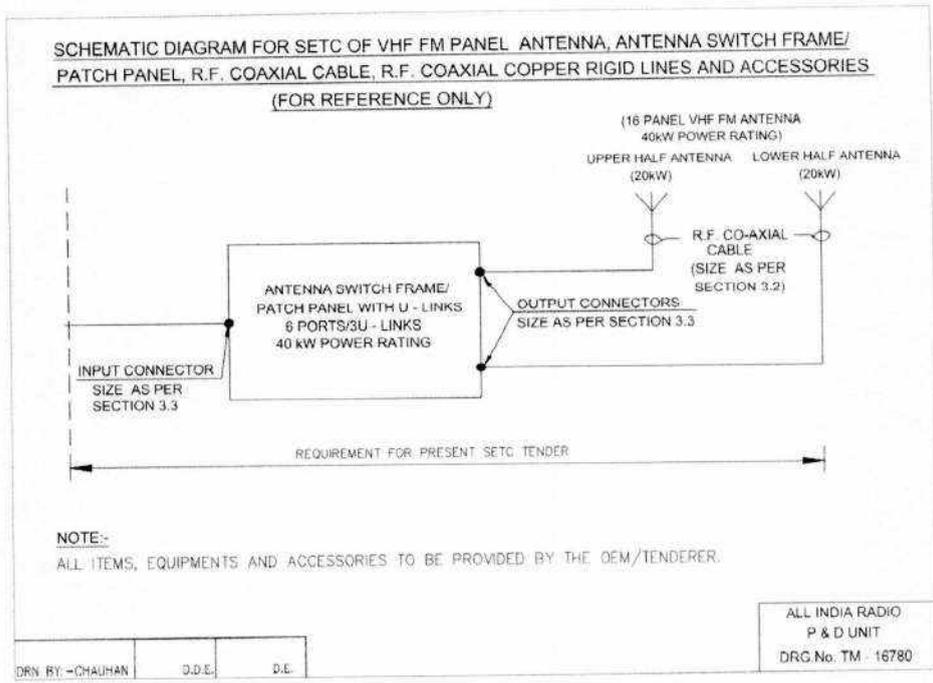 SCHEMATIC DIAGRAM FOR SETC OF VHF FM PANEL ANTENNA, ANTENNA SWITCH FRAME/
PATCH PANEL, R.F. COAXIAL CABLE, R.F. COAXIAL COPPER RIGID LINES AND ACCESSORIES
(FOR REFERENCE ONLY)
(16 PANEL VHF FM ANTENNA
40kW POWER RATING)
UPPER HALF ANTENNA
(20kW)
LOWER HALF ANTENNA
(20kW)
R.F. CO-AXIAL
CABLE
(SIZE AS PER
SECTION 3.2)
ANTENNA SWITCH FRAME/
PATCH PANEL WITH U - LINKS
6 PORTS/3U - LINKS
40 kW POWER RATING
OUTPUT CONNECTORS
SIZE AS PER SECTION 3.3
INPUT CONNECTOR
SIZE AS PER
SECTION 3.3
REQUIREMENT FOR PRESENT SETC TENDER
NOTE:-
ALL ITEMS, EQUIPMENTS AND ACCESSORIES TO BE PROVIDED BY THE OEM/TENDERER.
DRN BY:-CHAUHAN
D.D.E.
D.E.
ALL INDIA RADIO
P & D UNIT
DRG.No. TM - 16780